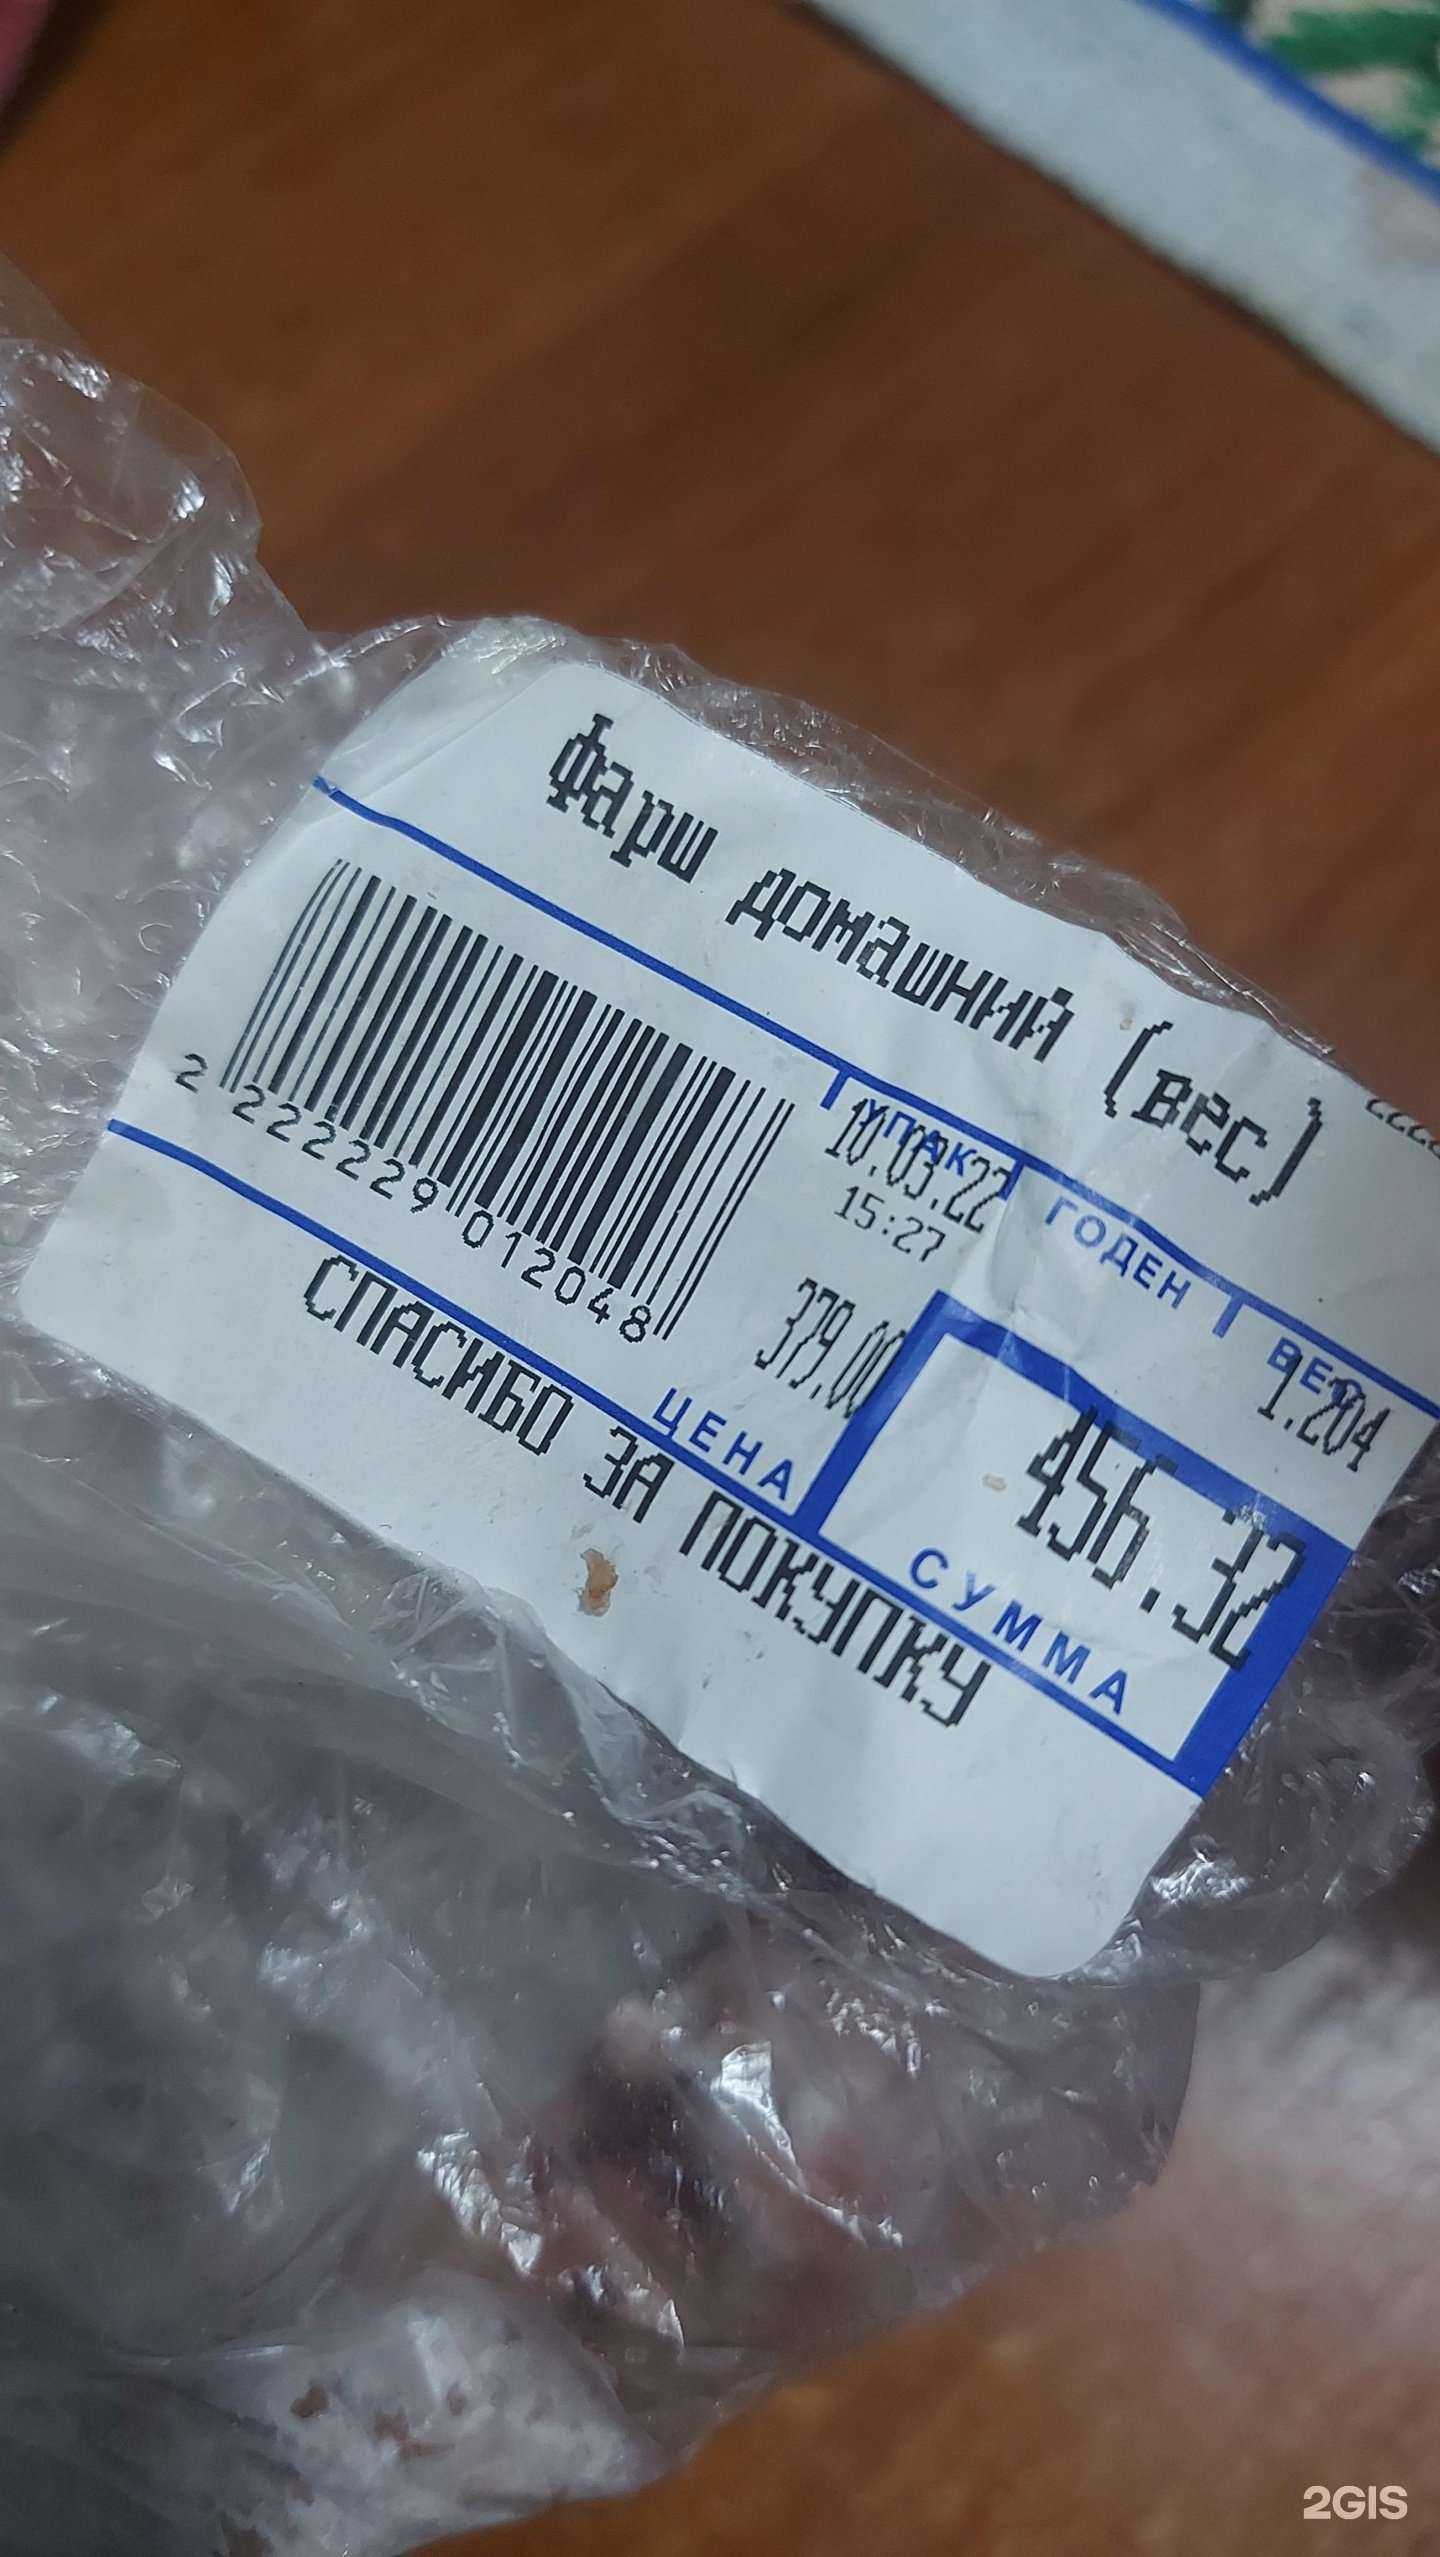 Фарш домашний (вес)
УПАК ГОДЕН ВЕС
10.03.22 1.204
15:27
379.00 456.32
2 222229 012048
ЦЕНА СУММА
СПАСИБО ЗА ПОКУПКУ
2GIS